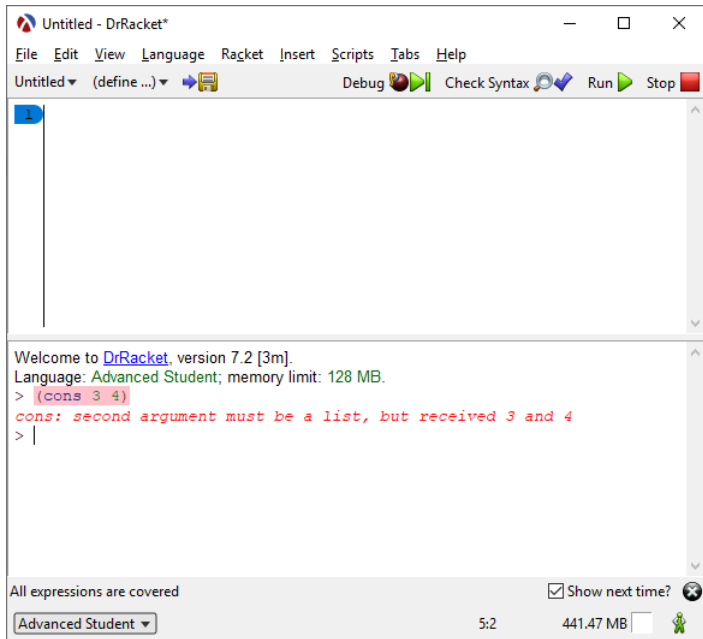 Untitled - DrRacket*
File Edit View Language Racket Insert Scripts Tabs Help
Untitled (define ...) Debug Check Syntax Run Stop
1
Welcome to DrRacket, version 7.2 [3m].
Language: Advanced Student; memory limit: 128 MB.
> (cons 3 4)
cons: second argument must be a list, but received 3 and 4
>
All expressions are covered Show next time?
Advanced Student 5:2 441.47 MB